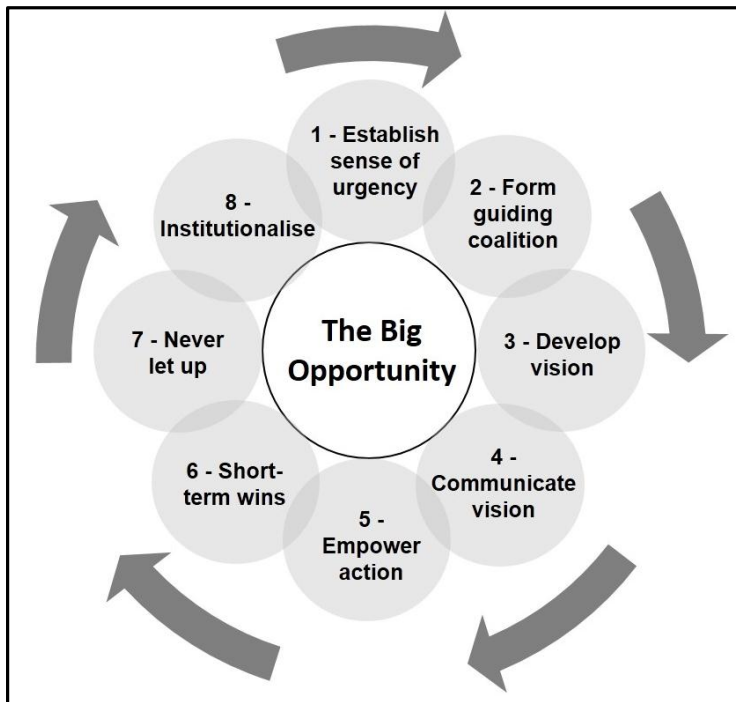 1 - Establish
sense of
urgency
2 - Form
guiding
coalition
3 - Develop
vision
4 -
Communicate
vision
5 -
Empower
action
6 - Short-
term wins
7 - Never
let up
8 -
Institutionalise
The Big
Opportunity